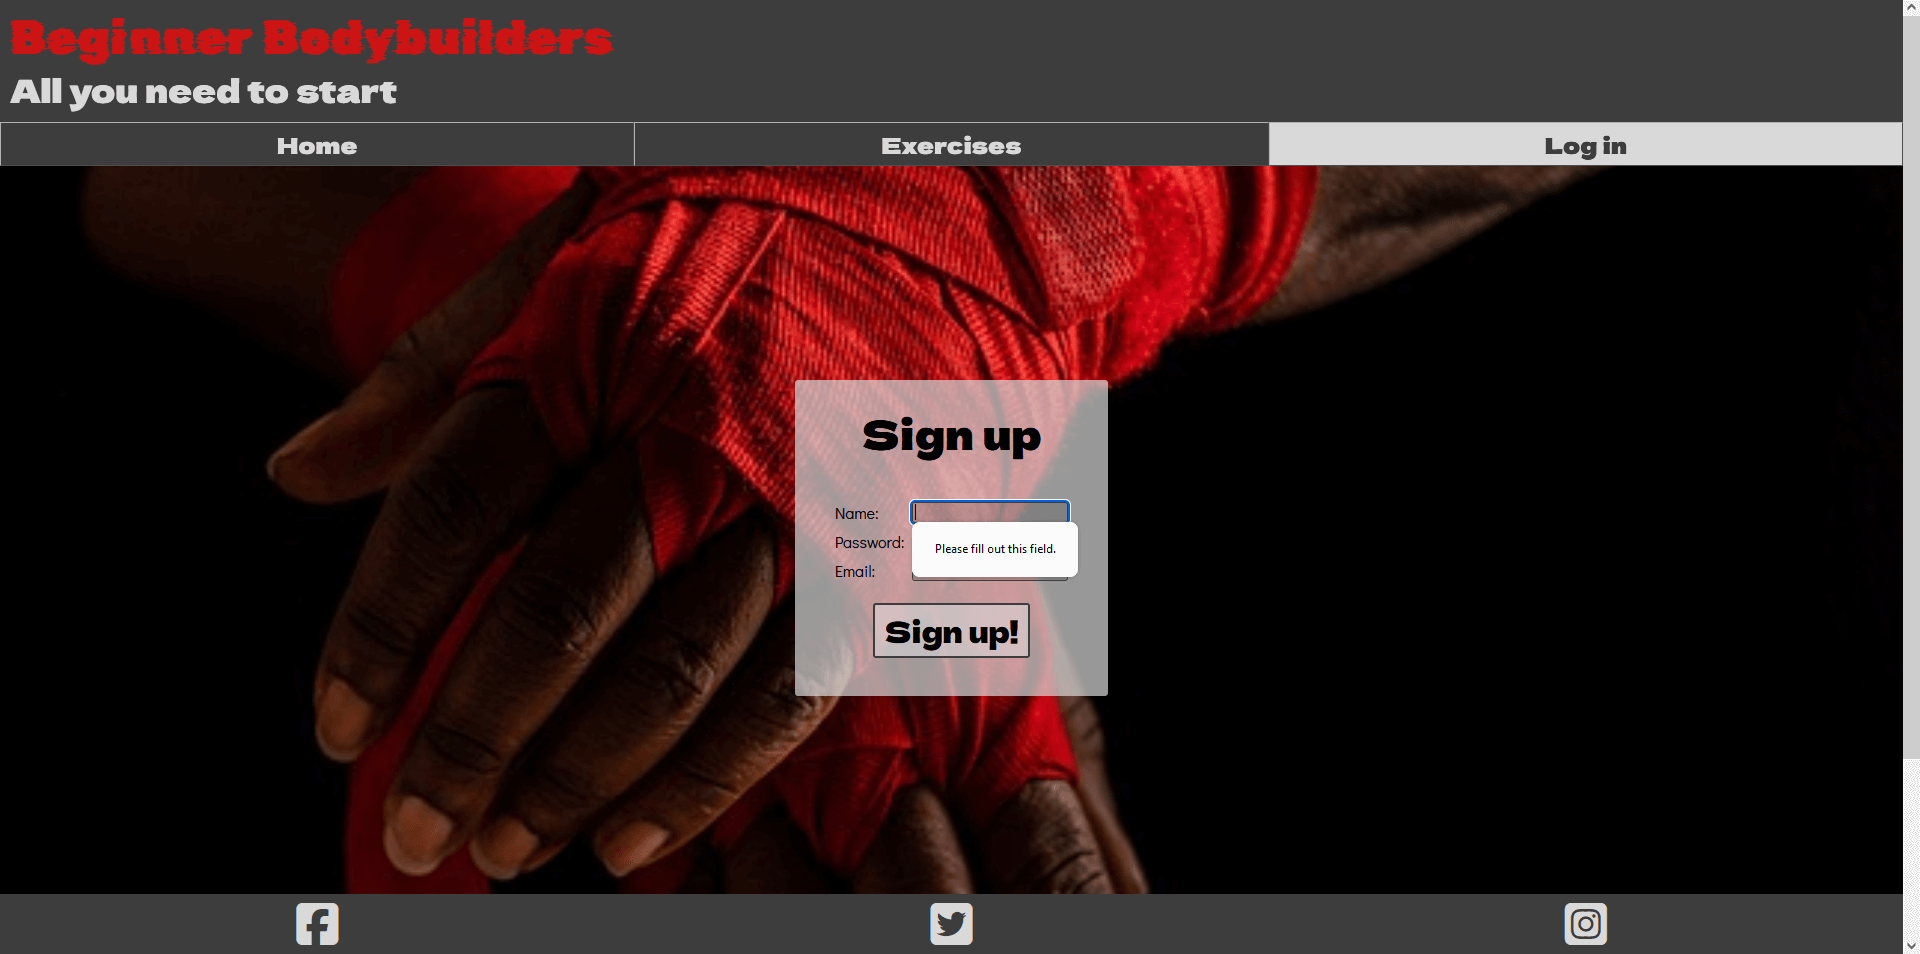 Beginner Bodybuilders
All you need to start
Home Exercises Log in
Sign up
Name:
Please fill out this field.
Password:
Email:
Sign up!